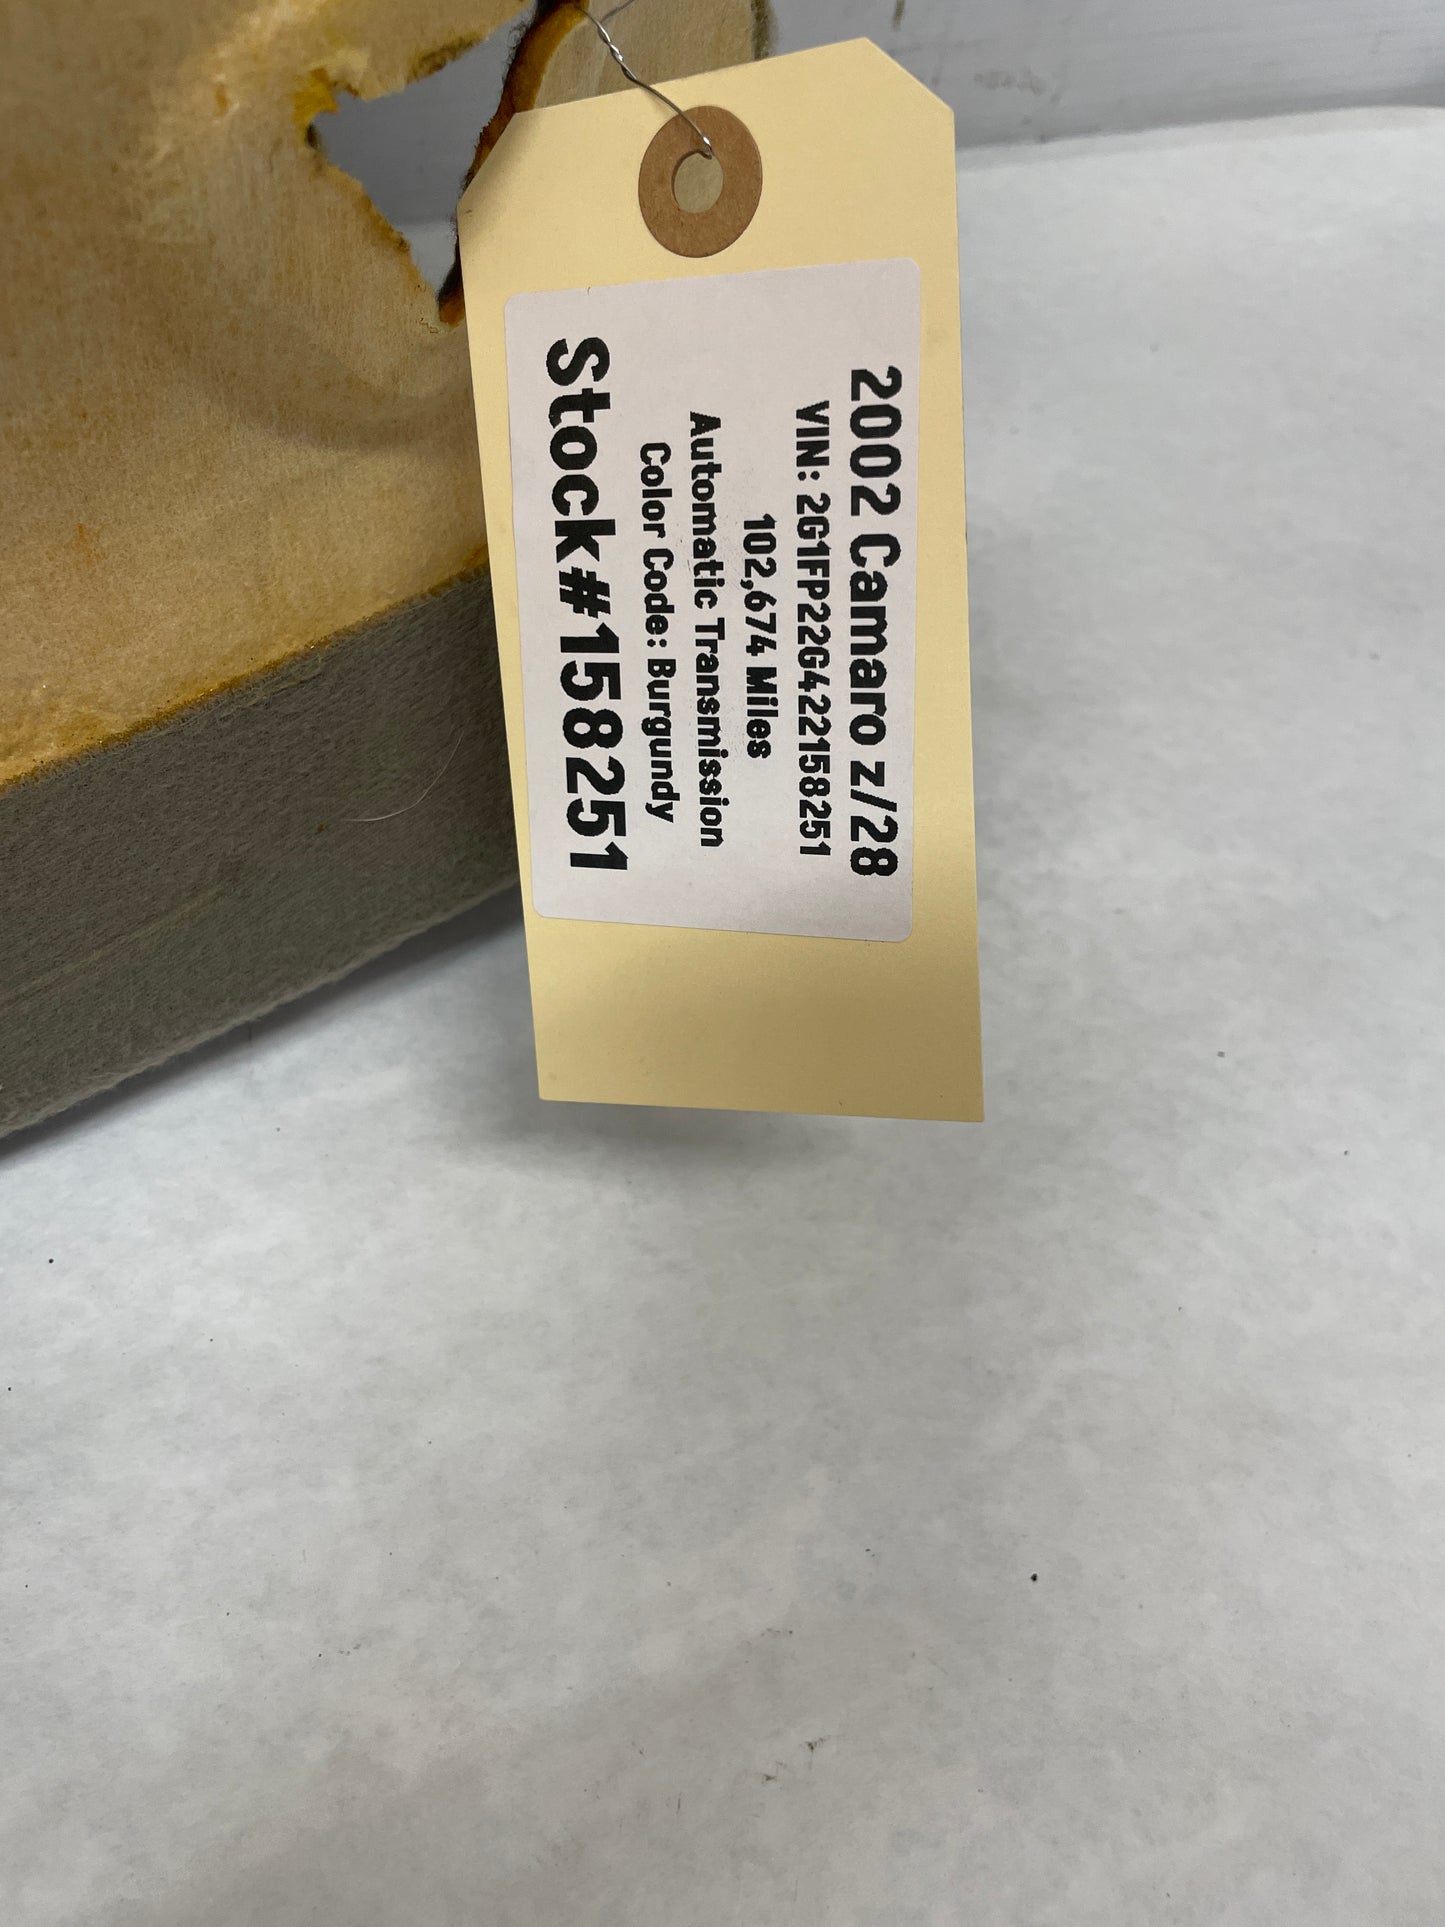 2002 Camaro z/28
VIN: 2G1FP22G422158251
102,674 Miles
Automatic Transmission
Color Code: Burgundy
Stock#158251